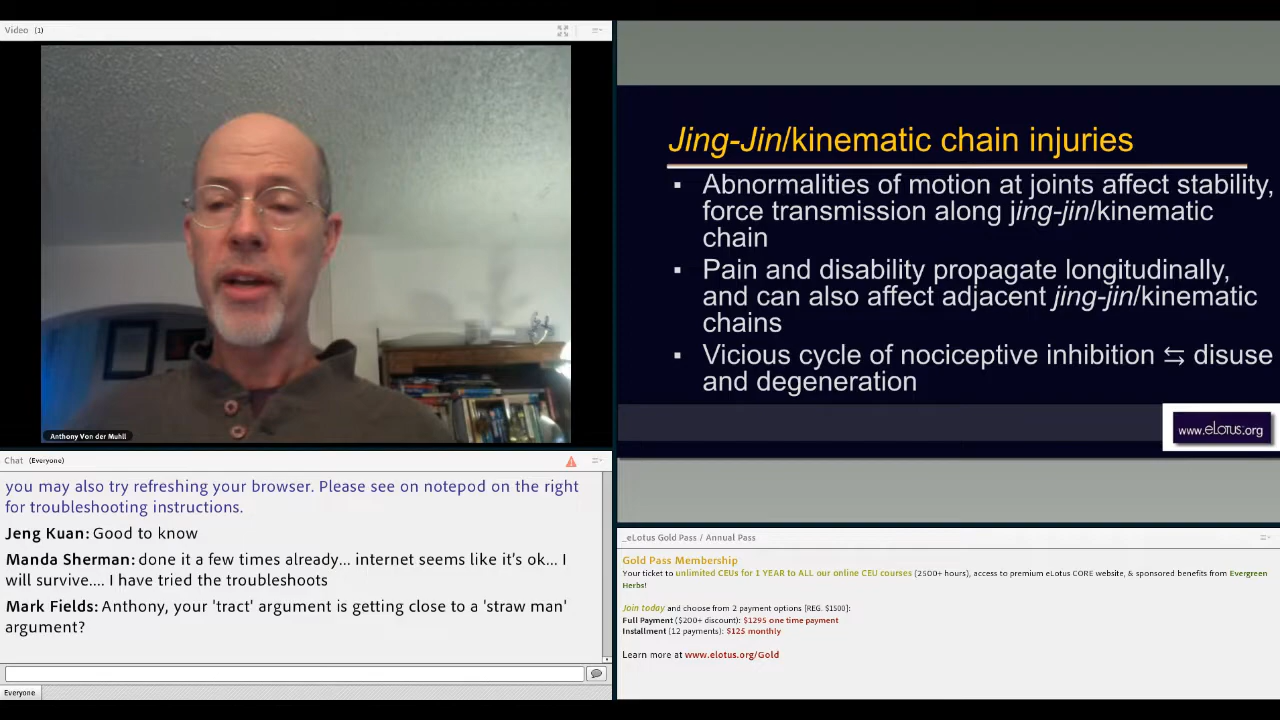 Video (1)
Anthony Von der Muhll
Chat (Everyone)
you may also try refreshing your browser. Please see on notepod on the right
for troubleshooting instructions.
Jeng Kuan: Good to know
Manda Sherman: done it a few times already... internet seems like it's ok... I
will survive.... I have tried the troubleshoots
Mark Fields: Anthony, your 'tract' argument is getting close to a 'straw man'
argument?
Everyone
Jing-Jin/kinematic chain injuries
▪ Abnormalities of motion at joints affect stability,
force transmission along jing-jin/kinematic
chain
▪ Pain and disability propagate longitudinally,
and can also affect adjacent jing-jin/kinematic
chains
▪ Vicious cycle of nociceptive inhibition ⇆ disuse
and degeneration
www.eLotus.org
_eLotus Gold Pass / Annual Pass
Gold Pass Membership
Your ticket to unlimited CEUs for 1 YEAR to ALL our online CEU courses (2500+ hours), access to premium eLotus CORE website, & sponsored benefits from Evergreen
Herbs!
Join today and choose from 2 payment options [REG. $1500]:
Full Payment ($200+ discount): $1295 one time payment
Installment (12 payments): $125 monthly
Learn more at www.elotus.org/Gold